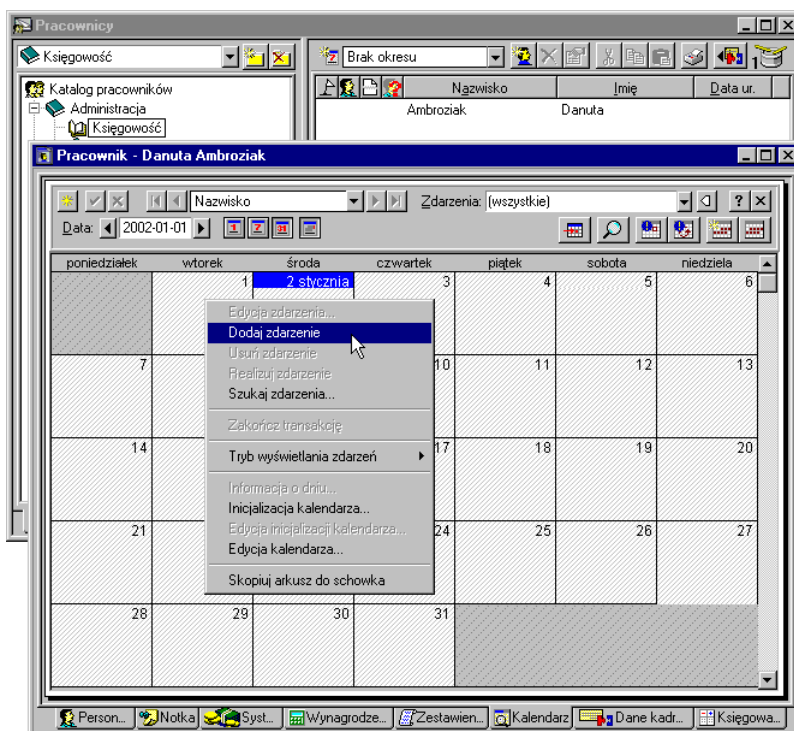 Pracownicy
Księgowość
Brak okresu
Katalog pracowników
Administracja
Księgowość
Nazwisko Imię Data ur.
Ambroziak Danuta
Pracownik - Danuta Ambroziak
Nazwisko Zdarzenia: (wszystkie)
Data: 2002-01-01 1 7 31
poniedziałek wtorek środa czwartek piątek sobota niedziela
1 2 stycznia 3 4 5 6
Edycja zdarzenia...
Dodaj zdarzenie
Usuń zdarzenie
7 10 11 12 13
Realizuj zdarzenie
Szukaj zdarzenia...
Zakończ transakcję
14 17 18 19 20
Tryb wyświetlania zdarzeń
Informacja o dniu...
Inicjalizacja kalendarza...
21 24 25 26 27
Edycja inicjalizacji kalendarza...
Edycja kalendarza...
Skopiuj arkusz do schowka
28 29 30 31
Person... Notka Syst... Wynagrodze... Zestawien... Kalendarz Dane kadr... Księgowa...